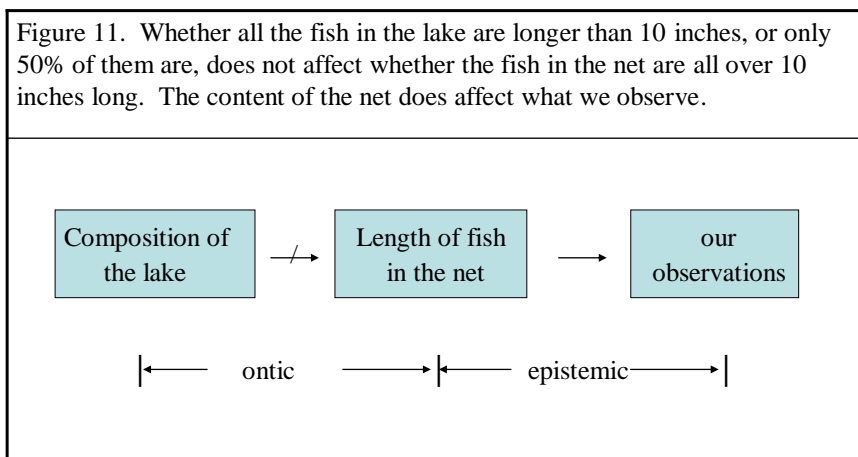 Figure 11.  Whether all the fish in the lake are longer than 10 inches, or only
50% of them are, does not affect whether the fish in the net are all over 10
inches long.  The content of the net does affect what we observe.
Composition of
the lake
Length of fish
in the net
our
observations
ontic
epistemic